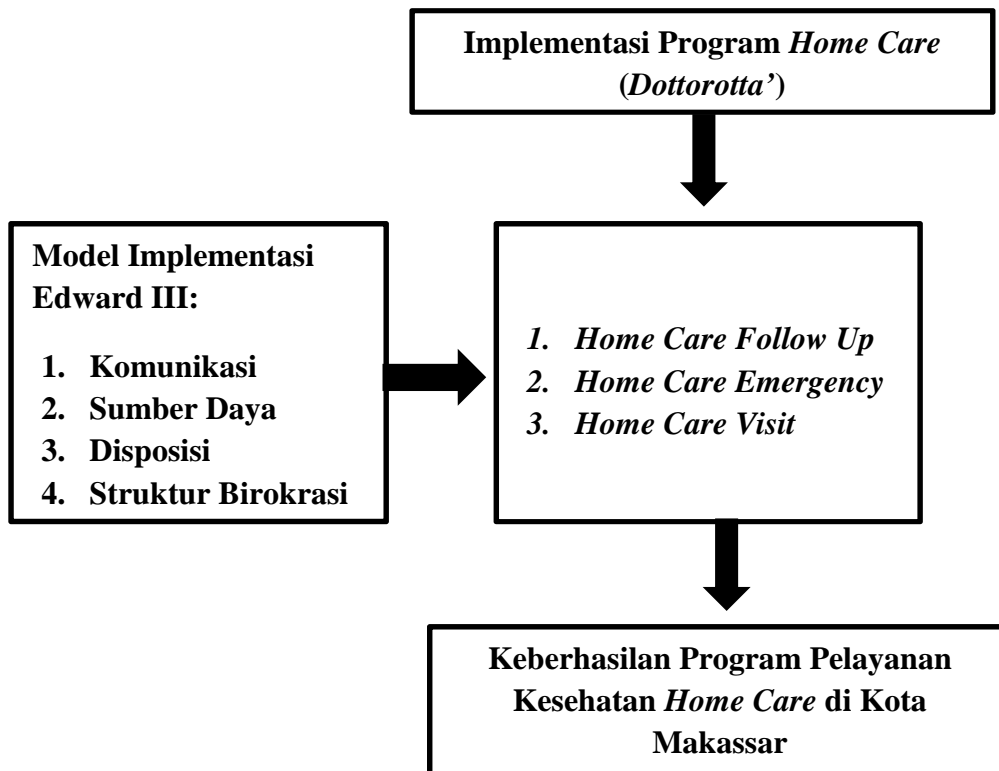 Implementasi Program Home Care
(Dottorotta’)
Model Implementasi
Edward III:
1. Komunikasi
2. Sumber Daya
3. Disposisi
4. Struktur Birokrasi
1. Home Care Follow Up
2. Home Care Emergency
3. Home Care Visit
Keberhasilan Program Pelayanan
Kesehatan Home Care di Kota
Makassar